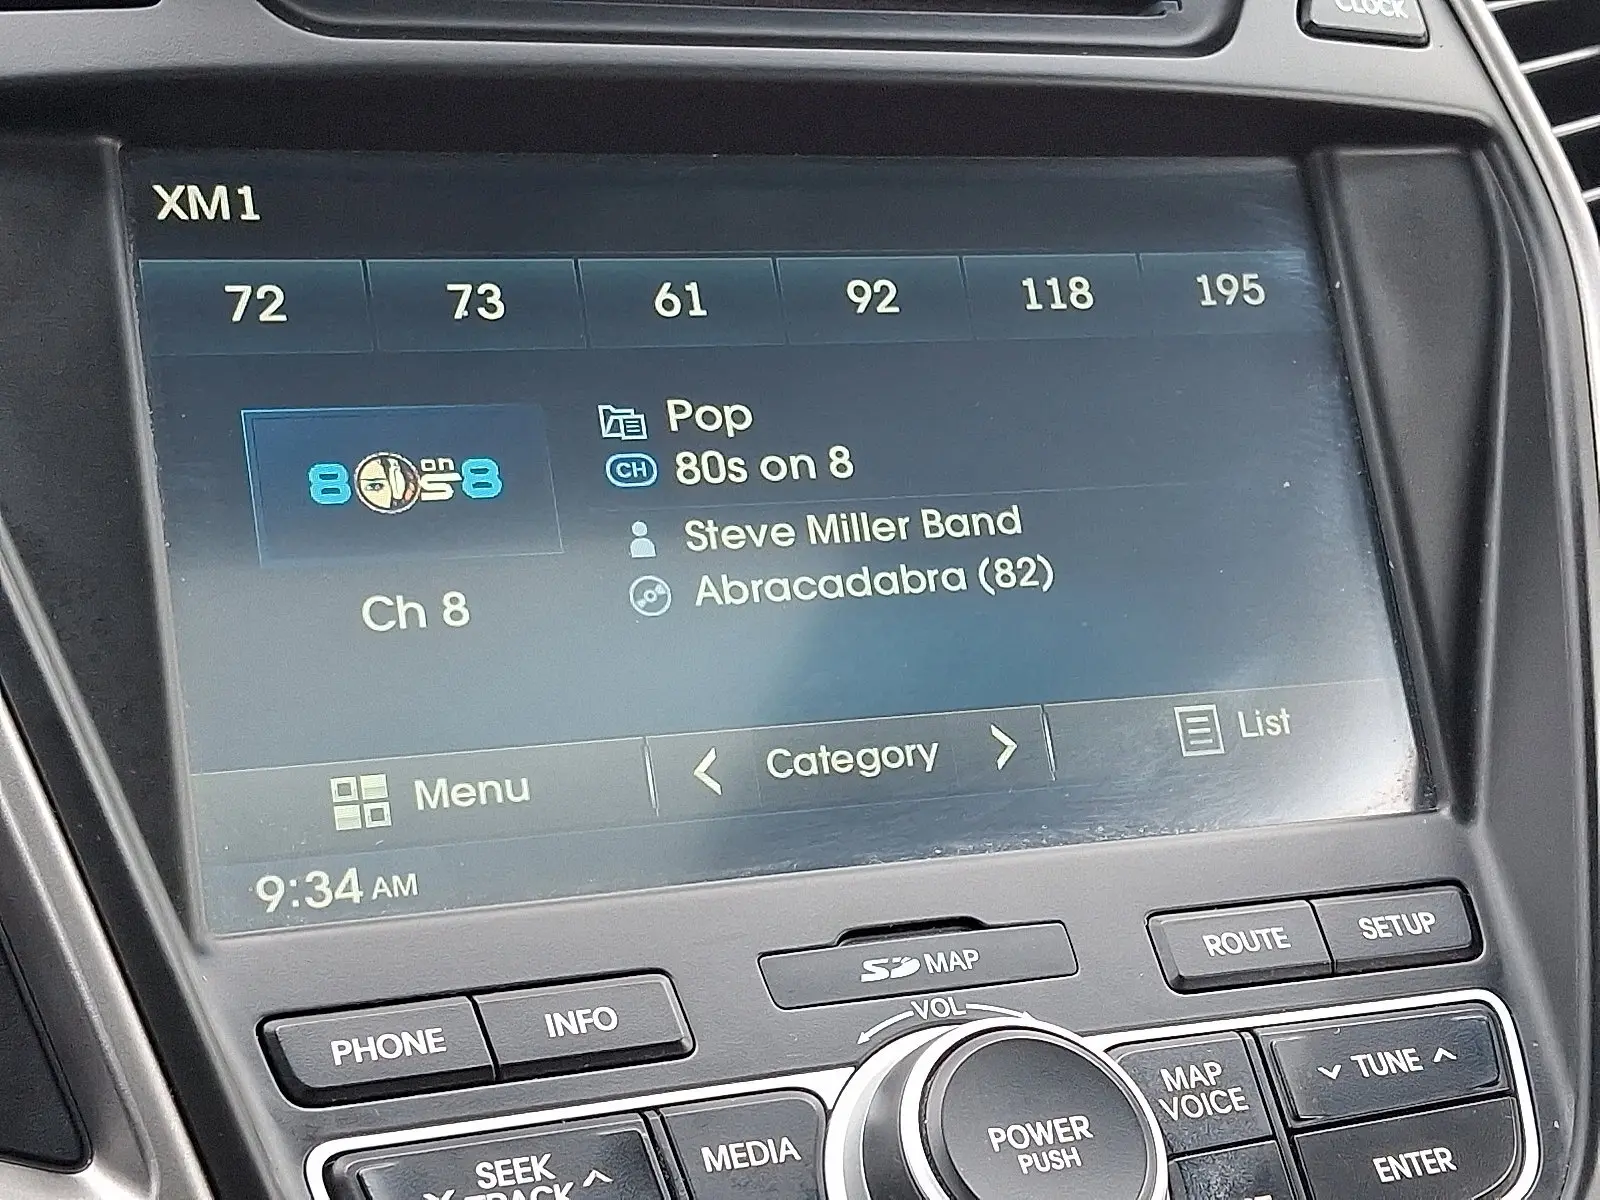 CLOCK
XM1
72 73 61 92 118 195
80s on 8
Pop
CH 80s on 8
Steve Miller Band
Abracadabra (82)
Ch 8
Menu < Category > List
9:34 AM
SD MAP
ROUTE SETUP
PHONE INFO
VOL
MAP VOICE
TUNE
POWER
PUSH
MEDIA
SEEK
TRACK
ENTER